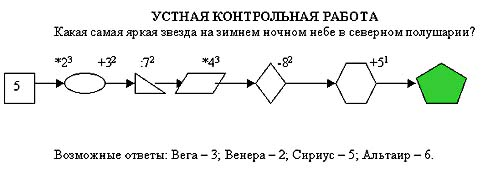 УСТНАЯ КОНТРОЛЬНАЯ РАБОТА
Какая самая яркая звезда на зимнем ночном небе в северном полушарии?
*2³ +3² :7² *4³ -8² +5¹
5
Возможные ответы: Вега – 3; Венера – 2; Сириус – 5; Альтаир – 6.